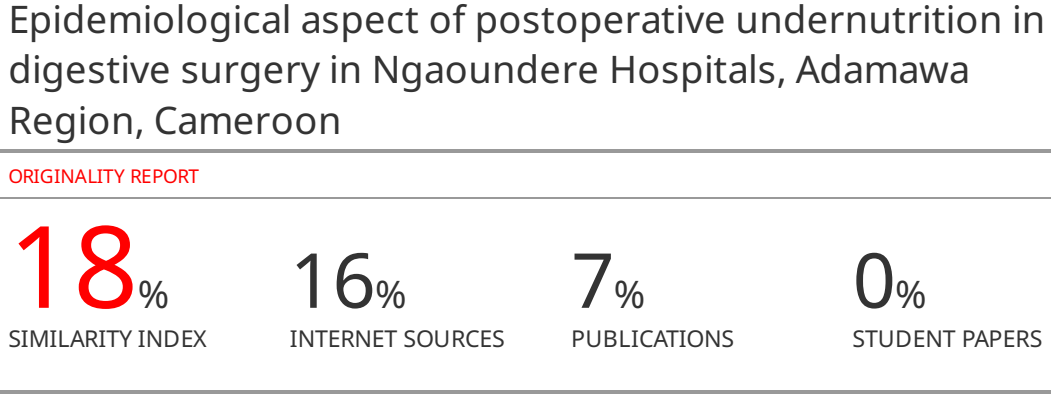 Epidemiological aspect of postoperative undernutrition in
digestive surgery in Ngaoundere Hospitals, Adamawa
Region, Cameroon
ORIGINALITY REPORT
18% 16% 7% 0%
SIMILARITY INDEX INTERNET SOURCES PUBLICATIONS STUDENT PAPERS